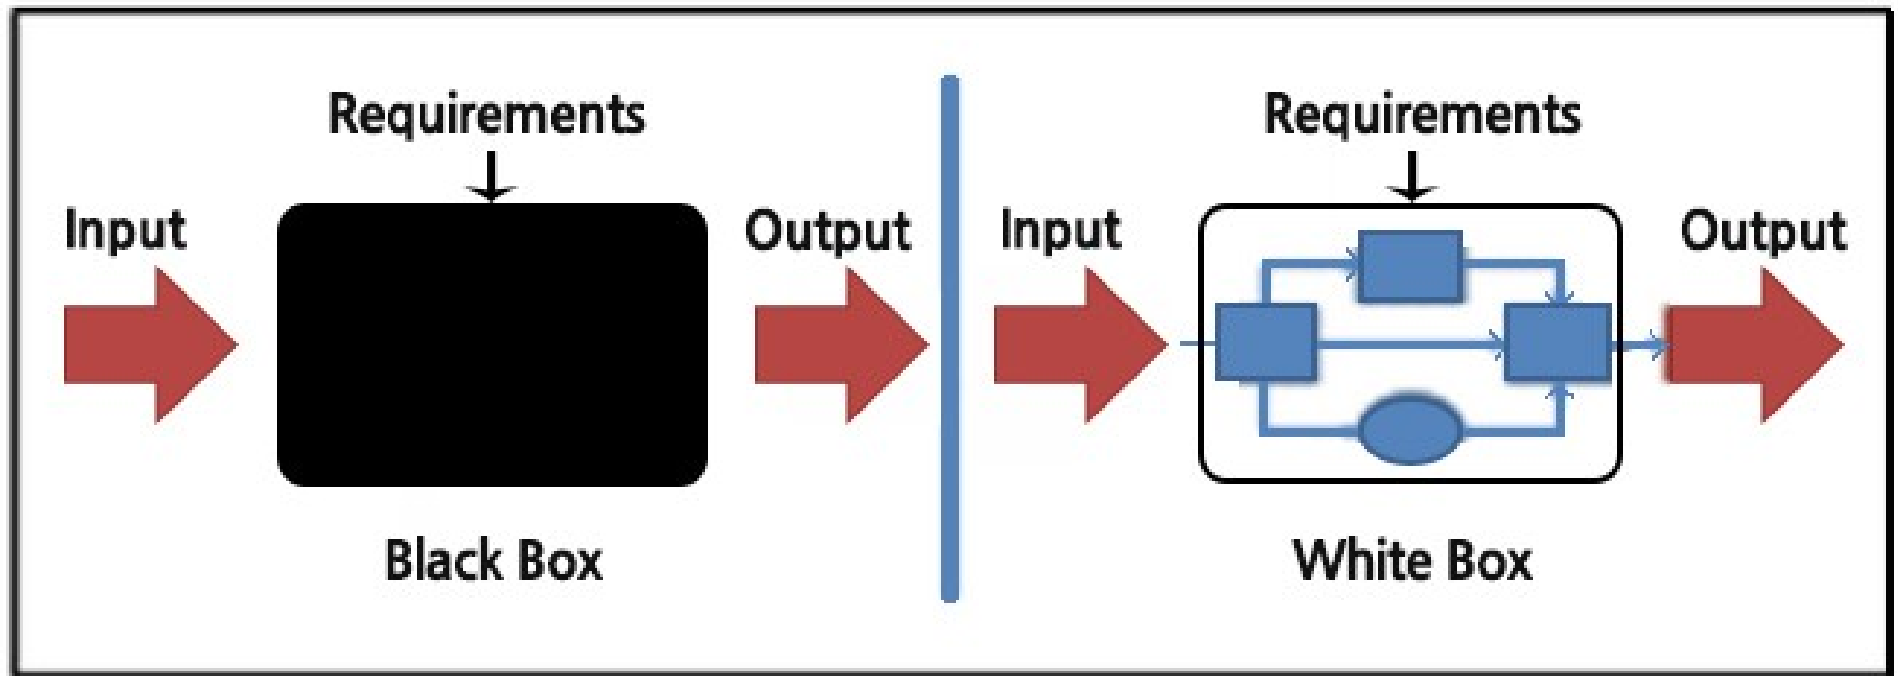 Requirements
Input
Output
Black Box
Requirements
Input
Output
White Box